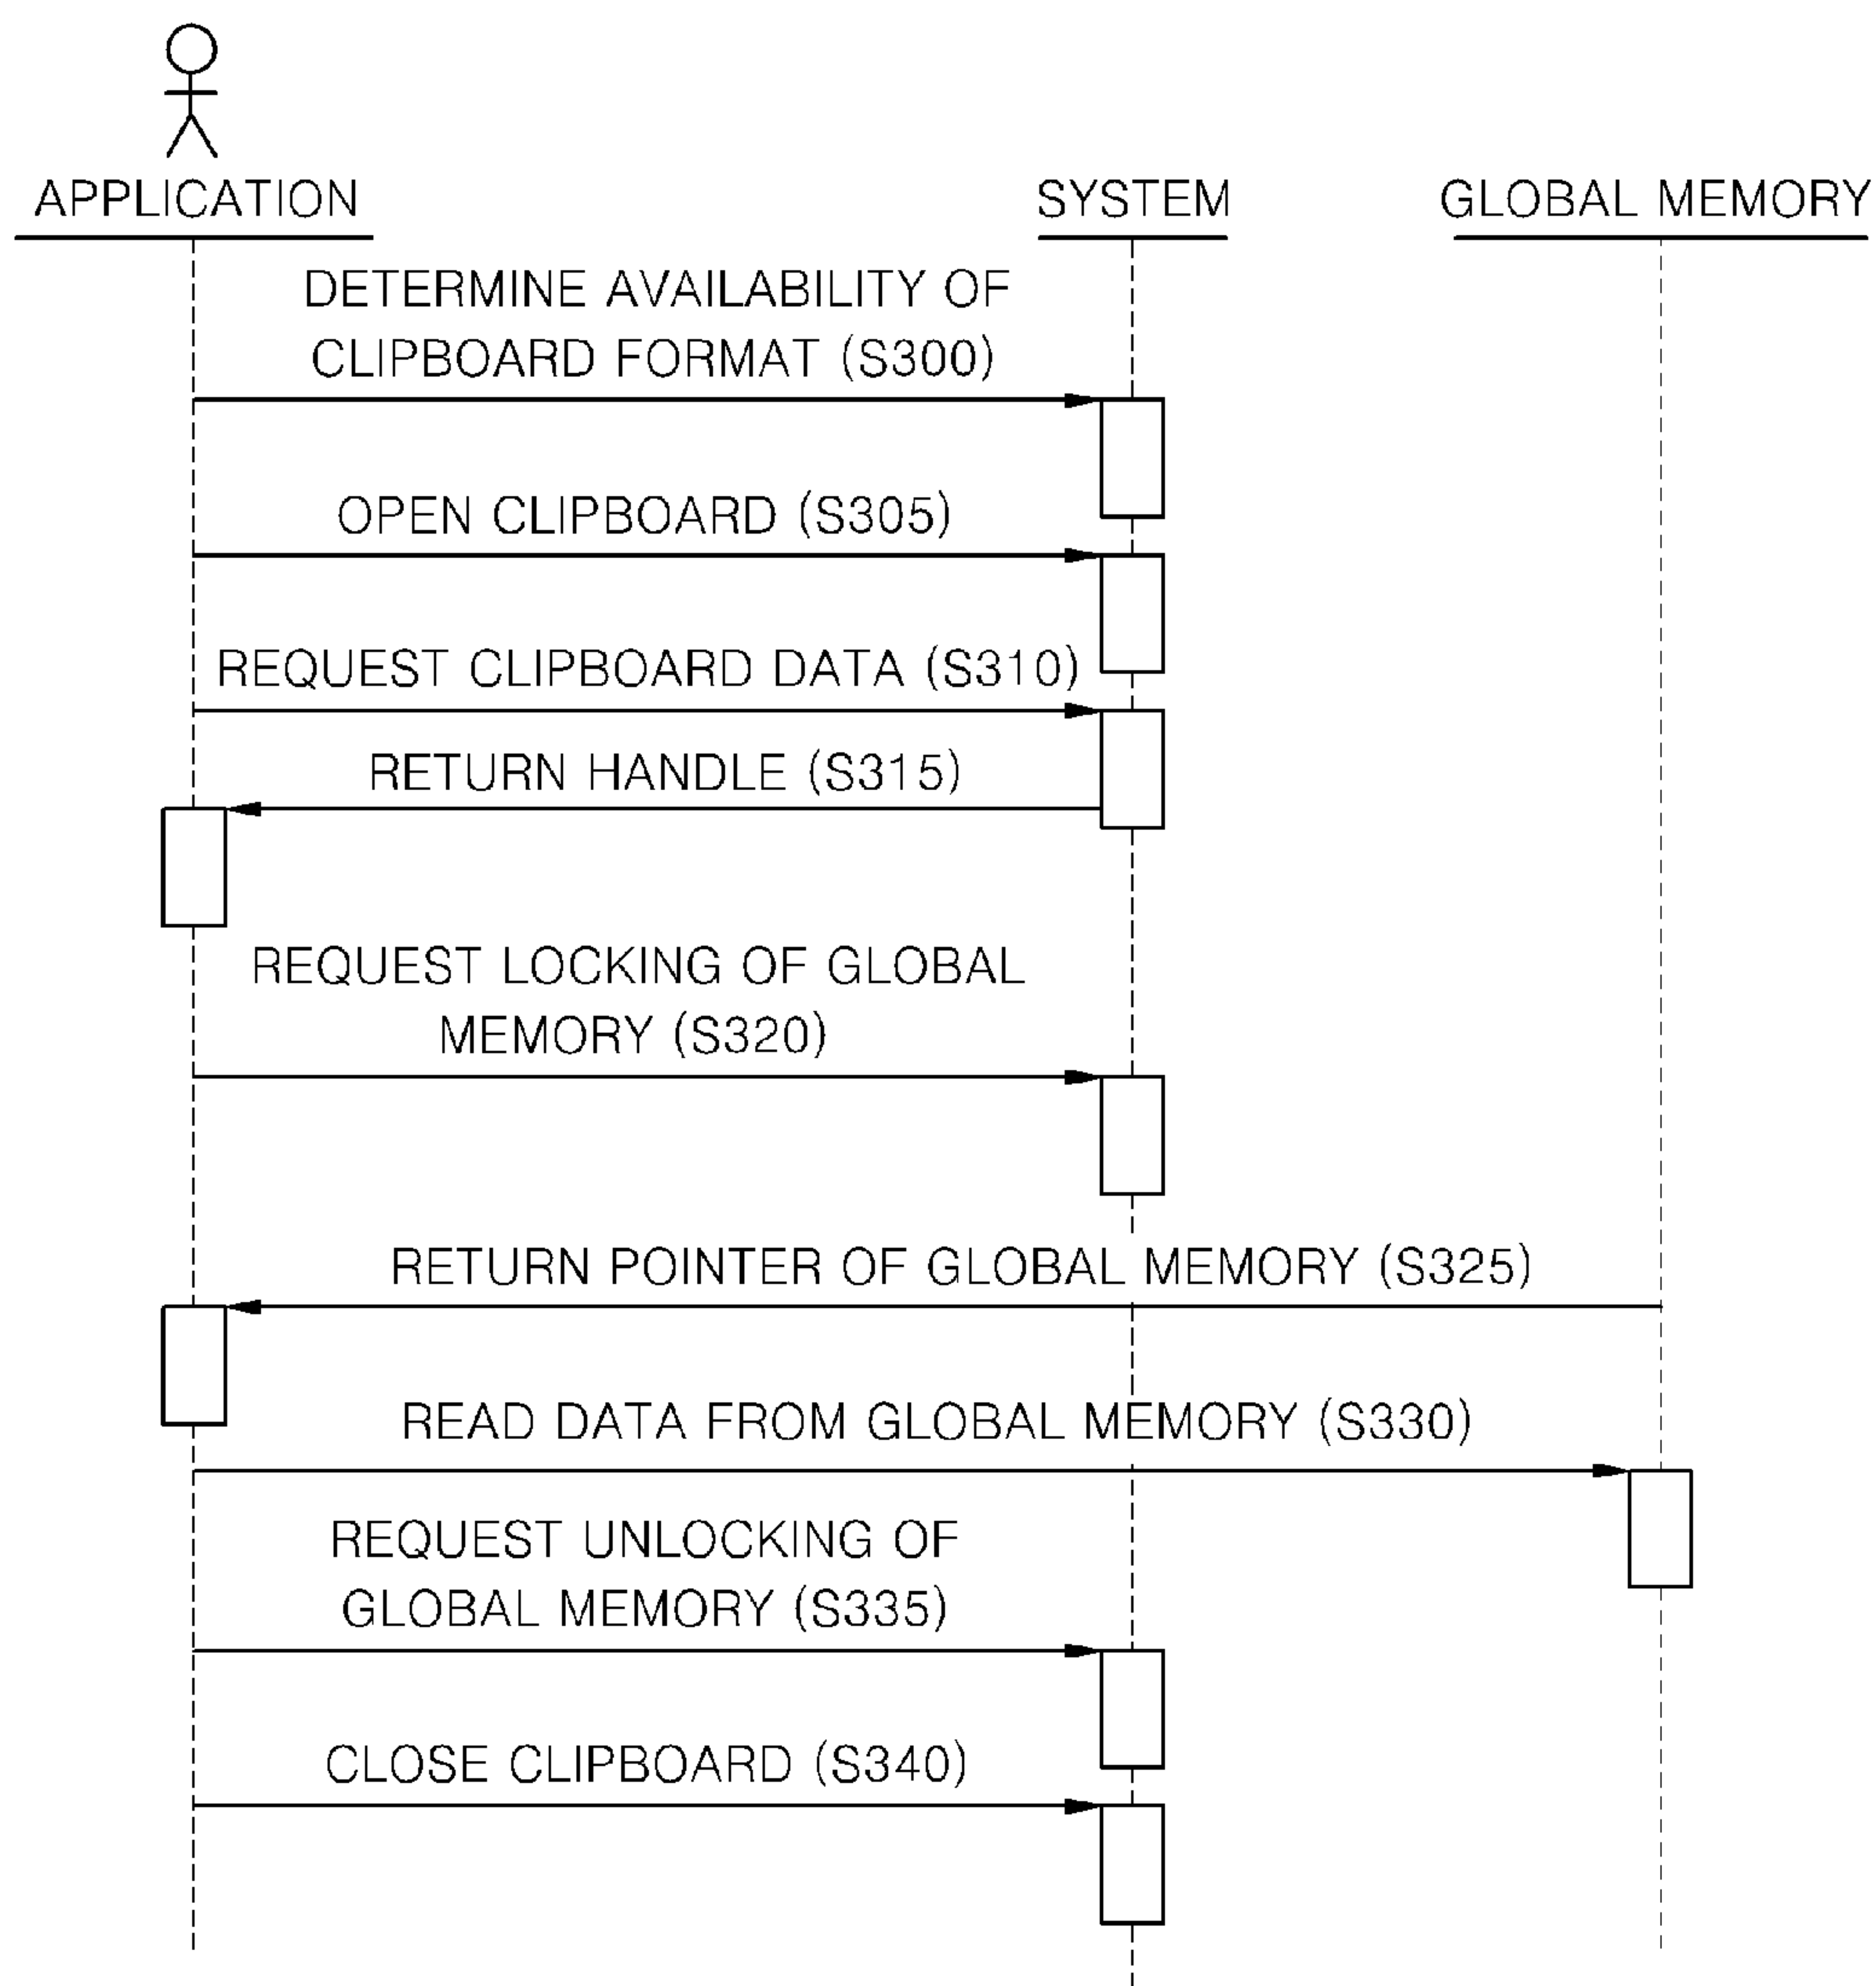 APPLICATION
SYSTEM
GLOBAL MEMORY
DETERMINE AVAILABILITY OF
CLIPBOARD FORMAT (S300)
OPEN CLIPBOARD (S305)
REQUEST CLIPBOARD DATA (S310)
RETURN HANDLE (S315)
REQUEST LOCKING OF GLOBAL
MEMORY (S320)
RETURN POINTER OF GLOBAL MEMORY (S325)
READ DATA FROM GLOBAL MEMORY (S330)
REQUEST UNLOCKING OF
GLOBAL MEMORY (S335)
CLOSE CLIPBOARD (S340)